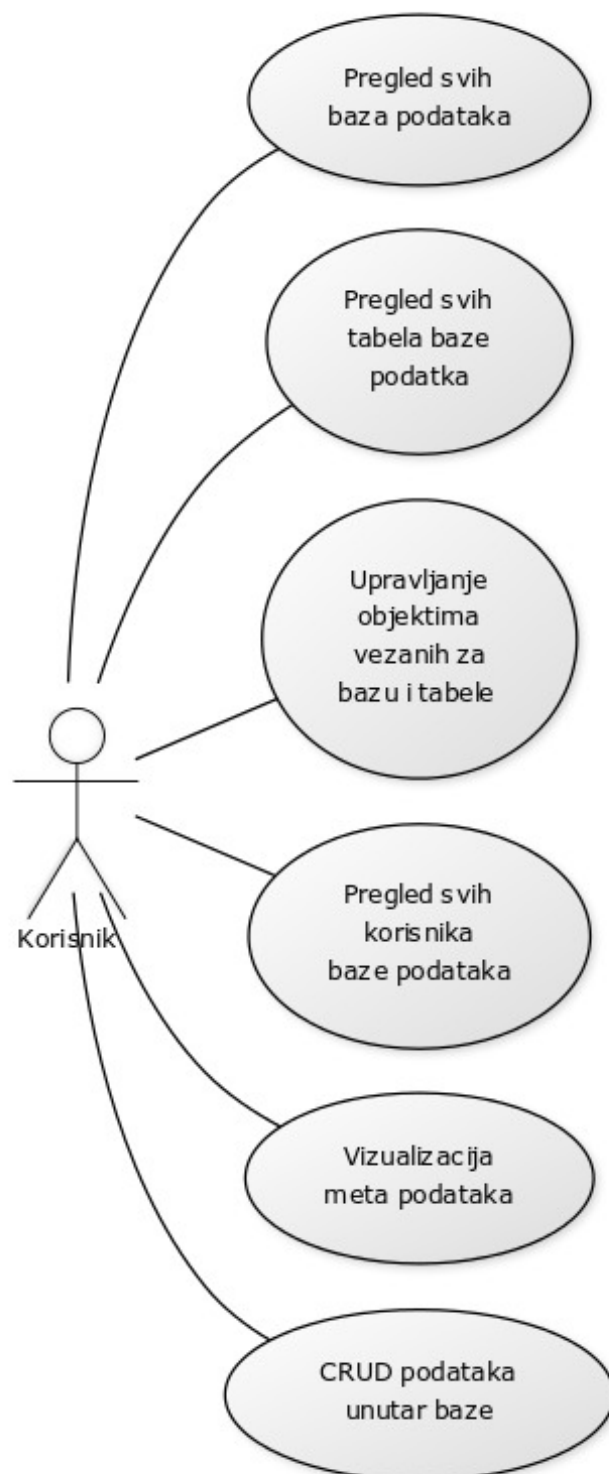 Pregled svih
baza podataka
Pregled svih
tabela baze
podatka
Upravljanje
objektima
vezanih za
bazu i tabele
Korisnik
Pregled svih
korisnika
baze podataka
Vizualizacija
meta podataka
CRUD podataka
unutar baze